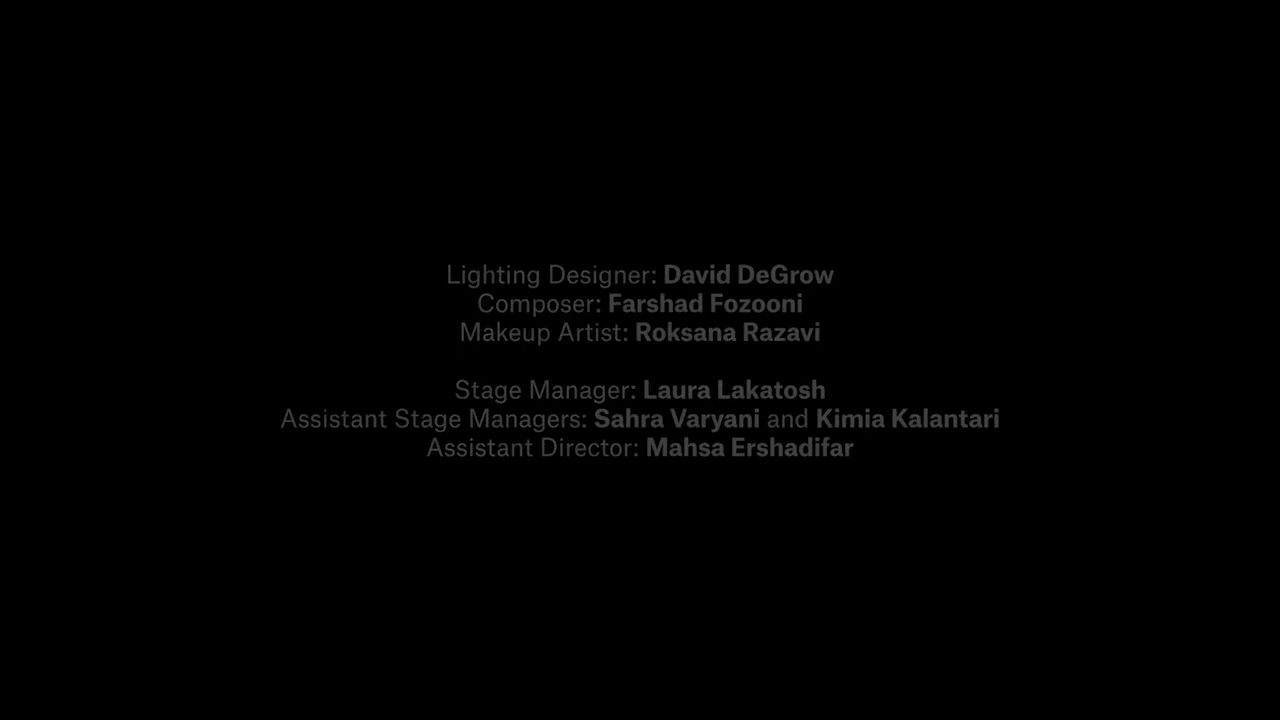 Lighting Designer: David DeGrow
Composer: Farshad Fozooni
Makeup Artist: Roksana Razavi
Stage Manager: Laura Lakatosh
Assistant Stage Managers: Sahra Varyani and Kimia Kalantari
Assistant Director: Mahsa Ershadifar